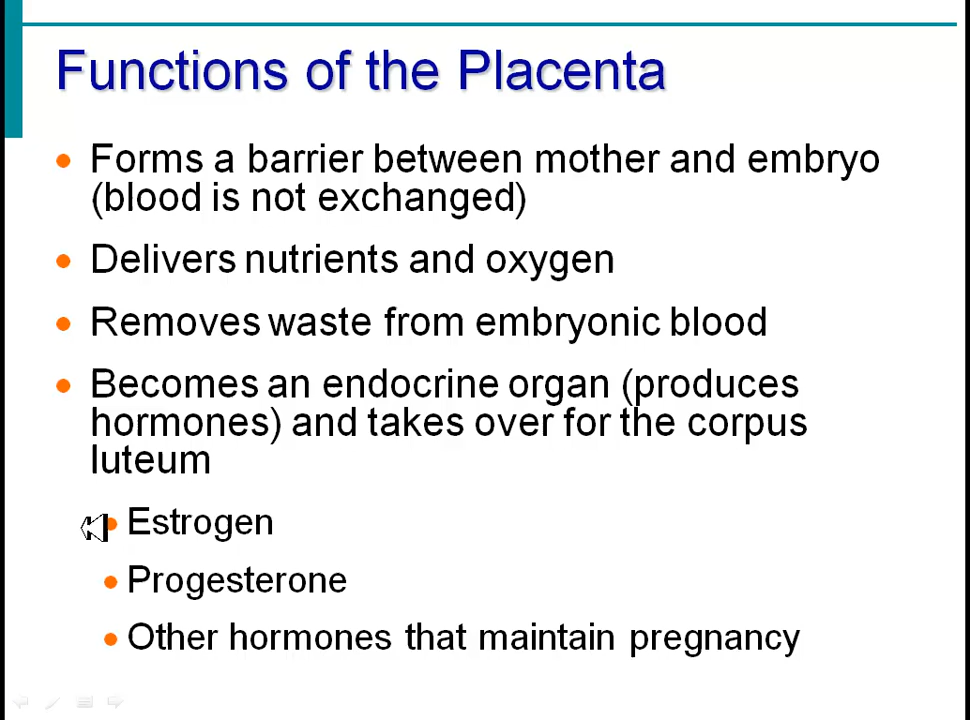 Functions of the Placenta
• Forms a barrier between mother and embryo
(blood is not exchanged)
• Delivers nutrients and oxygen
• Removes waste from embryonic blood
• Becomes an endocrine organ (produces
hormones) and takes over for the corpus
luteum
• Estrogen
• Progesterone
• Other hormones that maintain pregnancy